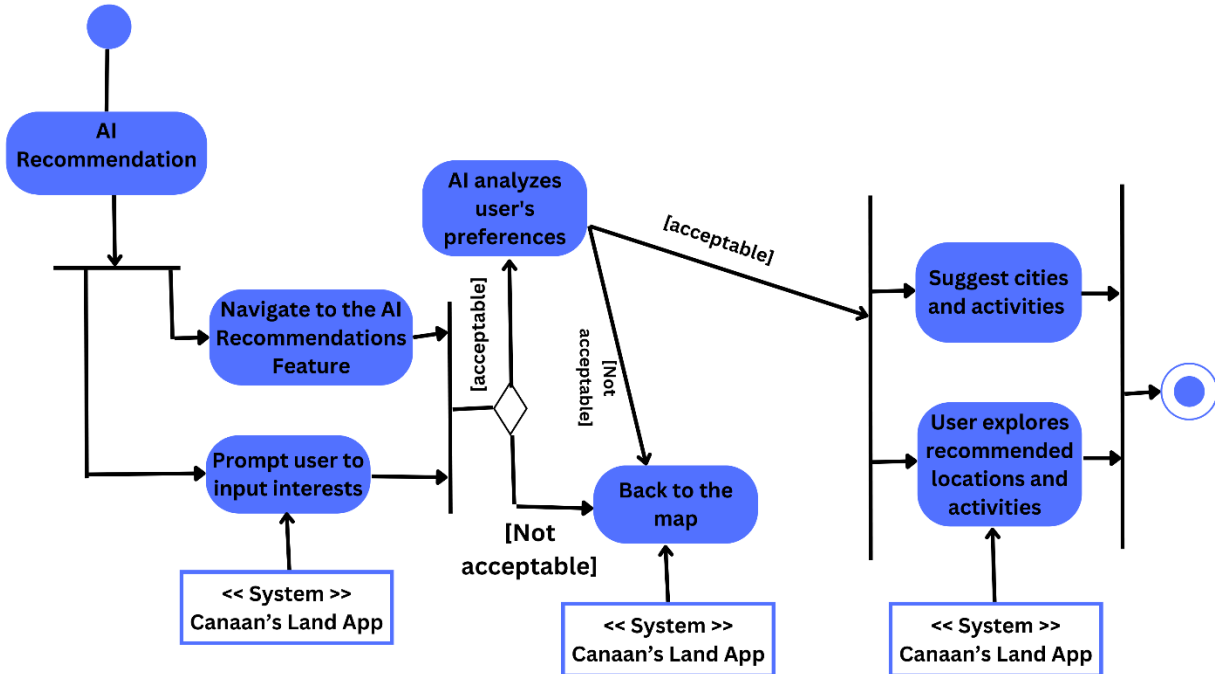 AI
Recommendation
Navigate to the AI
Recommendations
Feature
Prompt user to
input interests
<< System >>
Canaan's Land App
[acceptable]
AI analyzes
user's
preferences
[Not
acceptable]
[Not
acceptable]
Back to the
map
<< System >>
Canaan's Land App
[acceptable]
Suggest cities
and activities
User explores
recommended
locations and
activities
<< System >>
Canaan's Land App